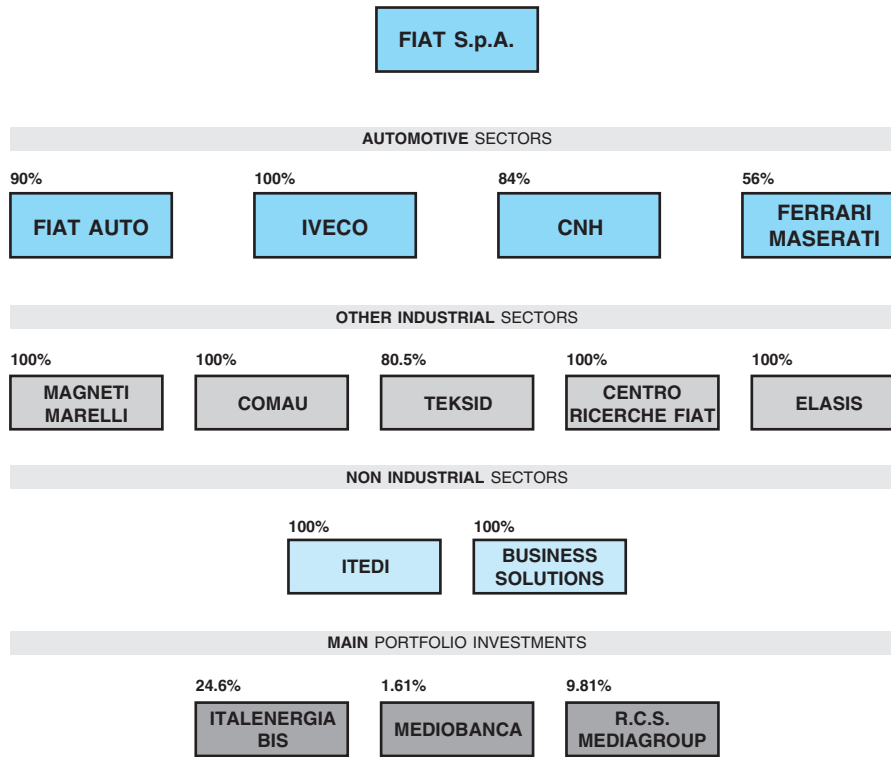 FIAT S.p.A.
AUTOMOTIVE SECTORS
90% 100% 84% 56%
FIAT AUTO IVECO CNH FERRARI
MASERATI
OTHER INDUSTRIAL SECTORS
100% 100% 80.5% 100% 100%
MAGNETI
MARELLI
COMAU
TEKSID
CENTRO
RICERCHE FIAT
ELASIS
NON INDUSTRIAL SECTORS
100% 100%
ITEDI
BUSINESS
SOLUTIONS
MAIN PORTFOLIO INVESTMENTS
24.6% 1.61% 9.81%
ITALENERGIA
BIS
MEDIOBANCA
R.C.S.
MEDIAGROUP